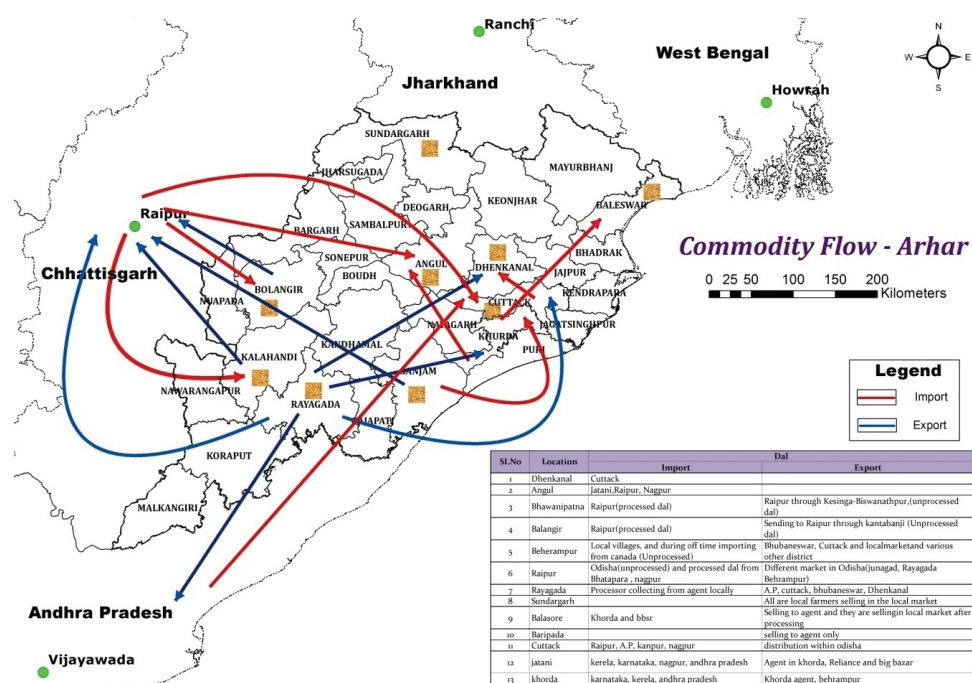 Ranchi
N
West Bengal
W
E
Jharkhand
S
Howrah
SUNDARGARH
MAYURBHANJ
JHARSUGADA
DEOGARH
KEONJHAR
BALESWAR
Raipur
SAMBALPUR
BARGARH
Commodity Flow - Arhar
BHADRAK
SONEPUR
ANGUL
DHENKANAL
JAJPUR
Chhattisgarh
BOUDH
0 25 50 100 150 200
Kilometers
BOLANGIR
KENDRAPARA
NUAPADA
CUTTACK
NAYAGARH
JAGATSINGHPUR
KHURDA
KANDHAMAL
PURI
KALAHANDI
GANJAM
Legend
NAWARANGAPUR
Import
RAYAGADA
GAJAPATI
Export
KORAPUT
MALKANGIRI
Andhra Pradesh
Vijayawada
Sl.No Location Dal
Import Export
1 Dhenkanal Cuttack
2 Angul Jatani,Raipur, Nagpur
3 Bhawanipatna Raipur(processed dal) Raipur through Kesinga-Biswanathpur,(unprocessed
dal)
4 Balangir Raipur(processed dal) Sending to Raipur through kantabanji (Unprocessed
dal)
5 Beherampur Local villages, and during off time importing Bhubaneswar, Cuttack and localmarketand various
from canada (Unprocessed) other district
6 Raipur Odisha(unprocessed) and processed dal from Different market in Odisha(junagad, Rayagada
Bhatapara , nagpur Behrampur)
7 Rayagada Processor collecting from agent locally A.P, cuttack, bhubaneswar, Dhenkanal
8 Sundargarh All are local farmers selling in the local market
9 Balasore Khorda and bbsr Selling to agent and they are sellingin local market after
processing
10 Baripada selling to agent only
11 Cuttack Raipur, A.P, kanpur, nagpur distribution within odisha
12 jatani kerela, karnataka, nagpur, andhra pradesh Agent in khorda, Reliance and big bazar
13 khorda karnataka, kerela, andhra pradesh Khorda agent, behrampur